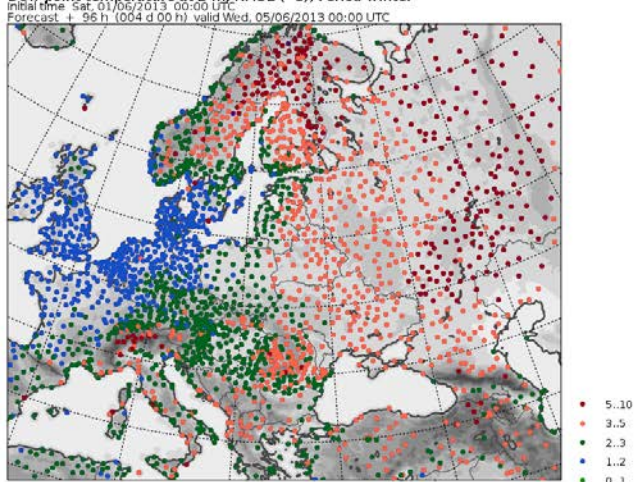 Initial time Sat, 01/06/2013 00:00 UTC
Forecast + 96 h (004 d 00 h) valid Wed, 05/06/2013 00:00 UTC
5..10
3..5
2..3
1..2